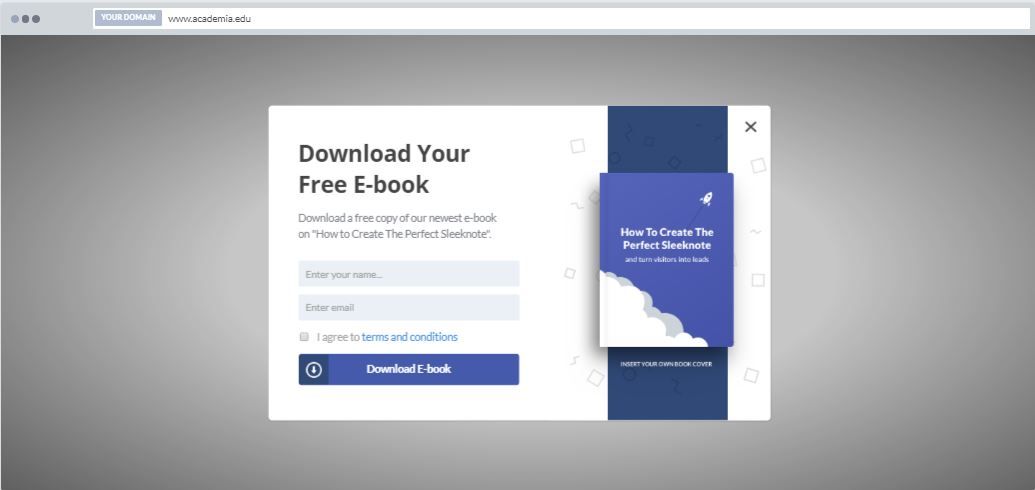 YOUR DOMAIN www.academia.edu
Download Your
Free E-book
Download a free copy of our newest e-book
on "How to Create The Perfect Sleeknote".
Enter your name...
Enter email
I agree to terms and conditions
Download E-book
How To Create The
Perfect Sleeknote
and turn visitors into leads
INSERT YOUR OWN BOOK COVER